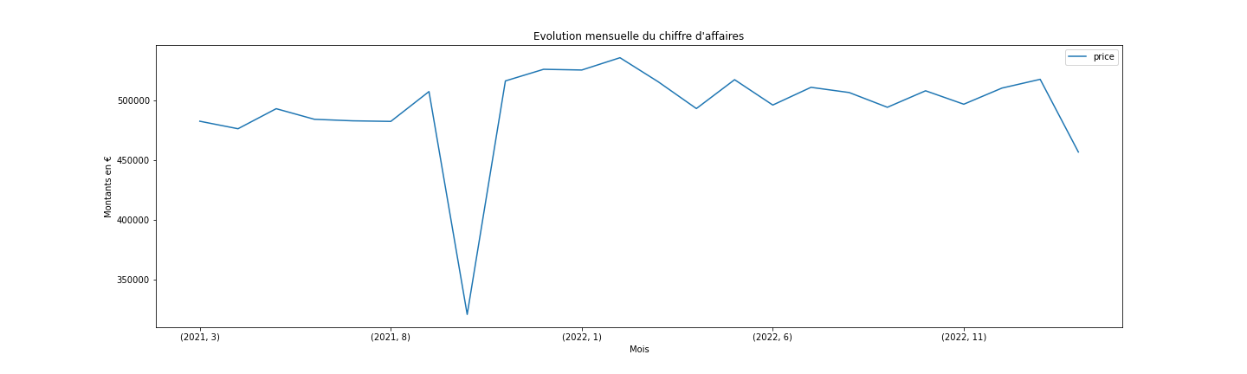 Evolution mensuelle du chiffre d'affaires
price
Montants en €
500000
450000
400000
350000
(2021, 3)
(2021, 8)
(2022, 1)
(2022, 6)
(2022, 11)
Mois